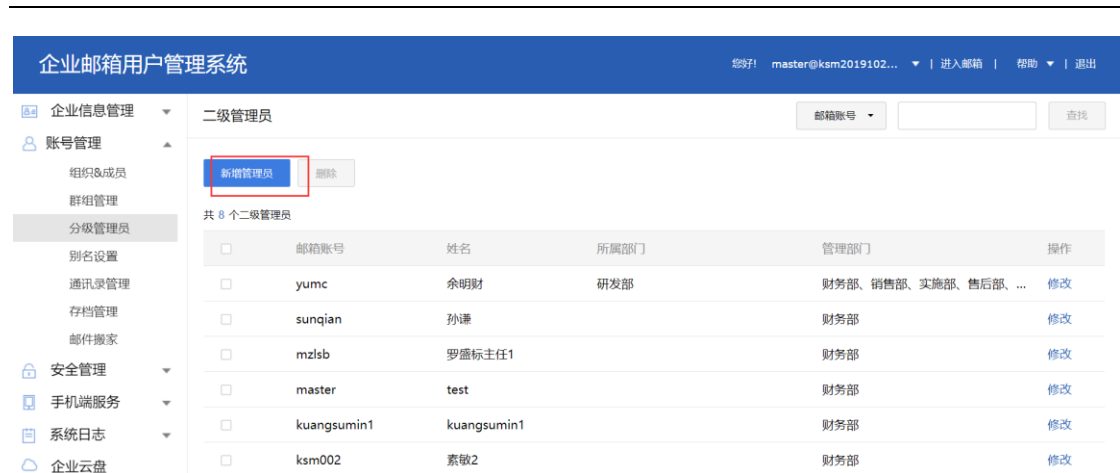 企业邮箱用户管理系统
您好! master@ksm2019102... ▼ | 进入邮箱 | 帮助 ▼ | 退出
企业信息管理
账号管理
组织&成员
群组管理
分级管理员
别名设置
通讯录管理
存档管理
邮件搬家
安全管理
手机端服务
系统日志
企业云盘
二级管理员
邮箱账号
查找
新增管理员 删除
共 8 个二级管理员
邮箱账号 姓名 所属部门 管理部门 操作
yumc 余明财 研发部 财务部、销售部、实施部、售后部、... 修改
sunqian 孙谦 财务部 修改
mzlsb 罗盛标主任1 财务部 修改
master test 财务部 修改
kuangsumin1 kuangsumin1 财务部 修改
ksm002 素敏2 财务部 修改